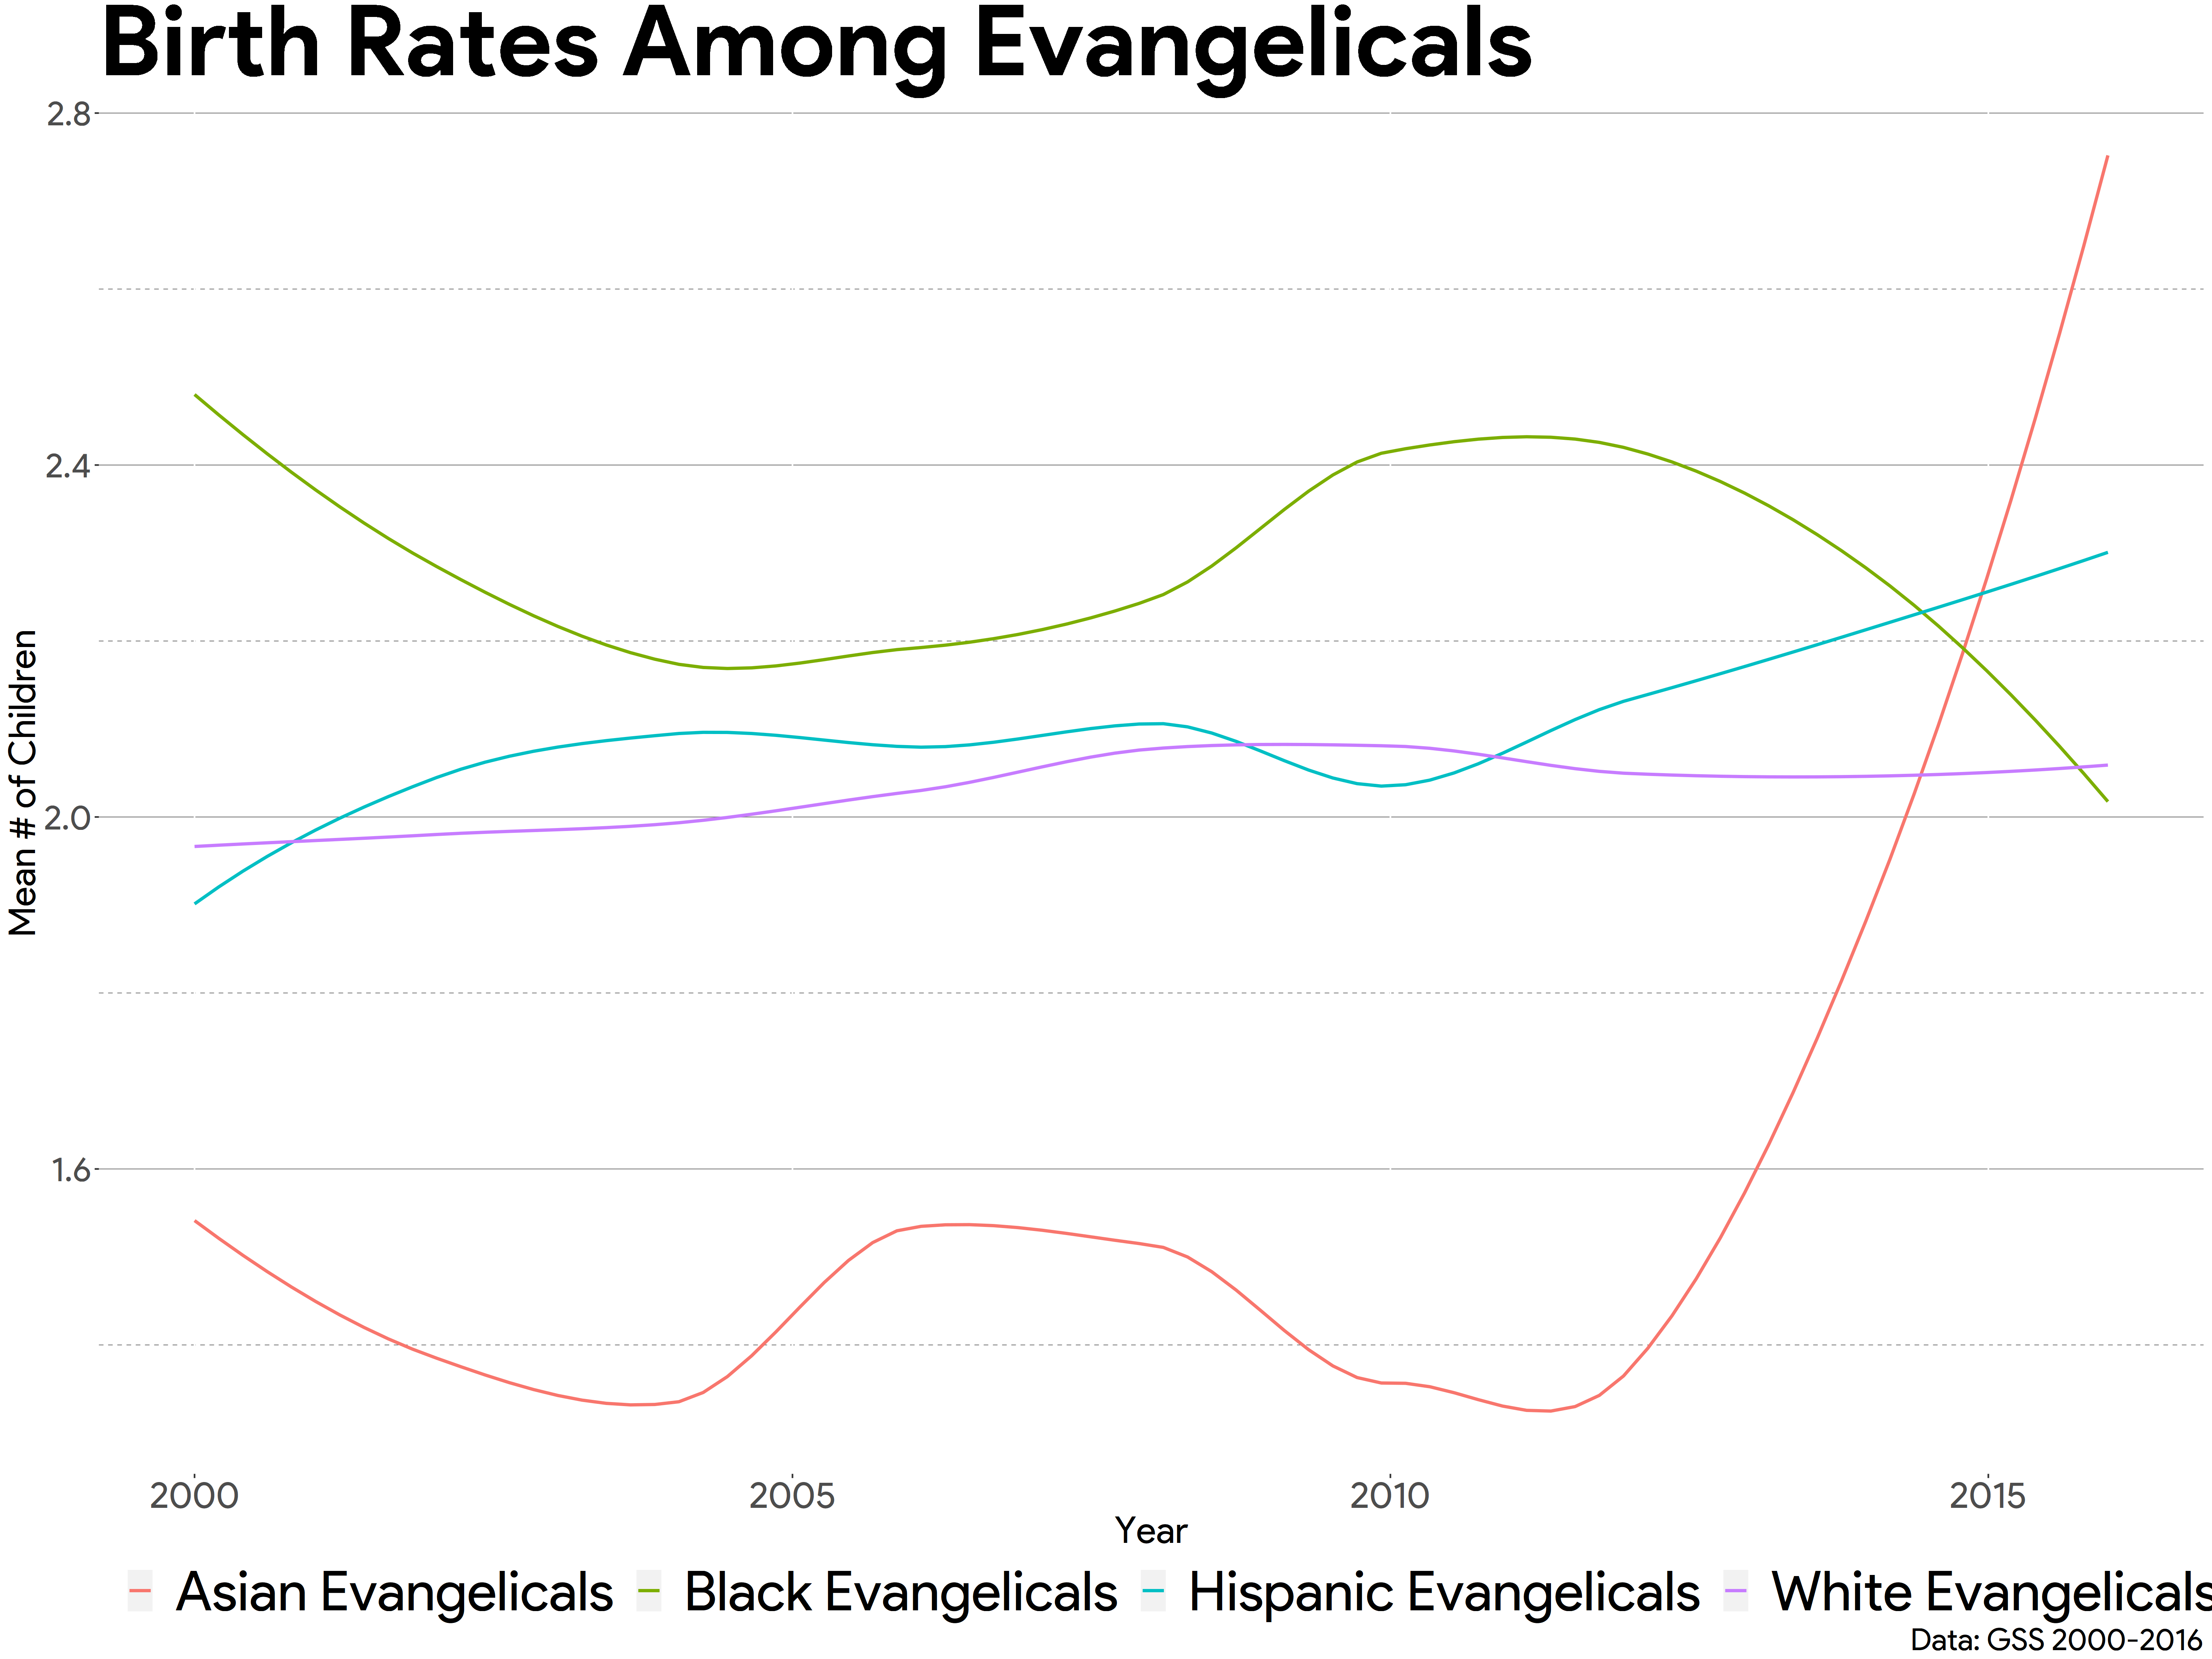 Birth Rates Among Evangelicals
2.8
2.4
2.0
1.6
Mean # of Children
2000 2005 2010 2015
Year
Asian Evangelicals Black Evangelicals Hispanic Evangelicals White Evangelicals
Data: GSS 2000-2016